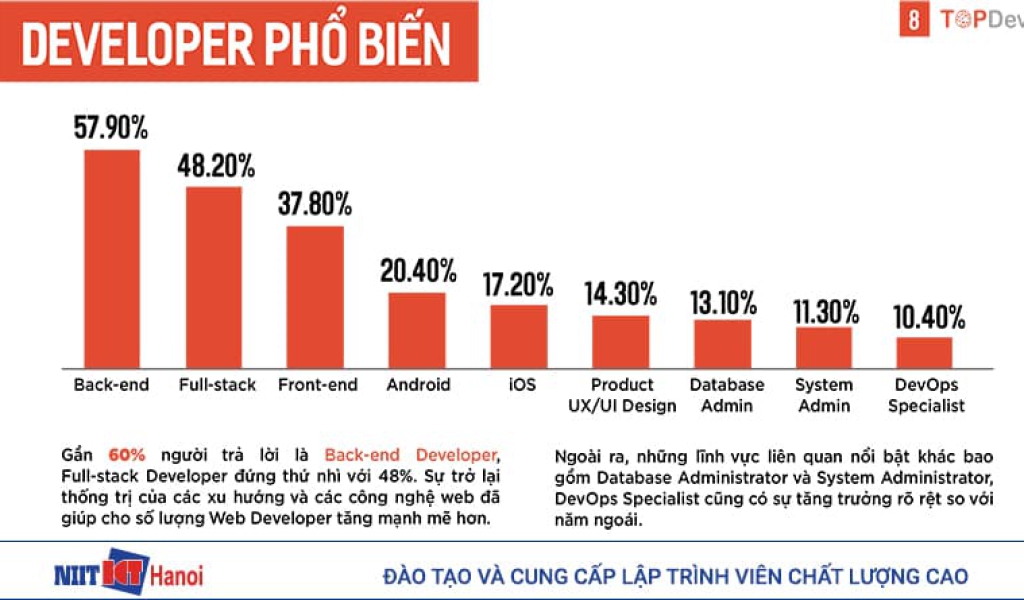 DEVELOPER PHỔ BIẾN
8 TOPDev
57.90%
48.20%
37.80%
20.40%
17.20%
14.30%
13.10%
11.30%
10.40%
Back-end
Full-stack
Front-end
Android
iOS
Product
UX/UI Design
Database
Admin
System
Admin
DevOps
Specialist
Gần 60% người trả lời là Back-end Developer,
Full-stack Developer đứng thứ nhì với 48%. Sự trở lại
thống trị của các xu hướng và các công nghệ web đã
giúp cho số lượng Web Developer tăng mạnh mẽ hơn.
Ngoài ra, những lĩnh vực liên quan nổi bật khác bao
gồm Database Administrator và System Administrator,
DevOps Specialist cũng có sự tăng trưởng rõ rệt so với
năm ngoái.
NIIT ICT Hanoi
ĐÀO TẠO VÀ CUNG CẤP LẬP TRÌNH VIÊN CHẤT LƯỢNG CAO